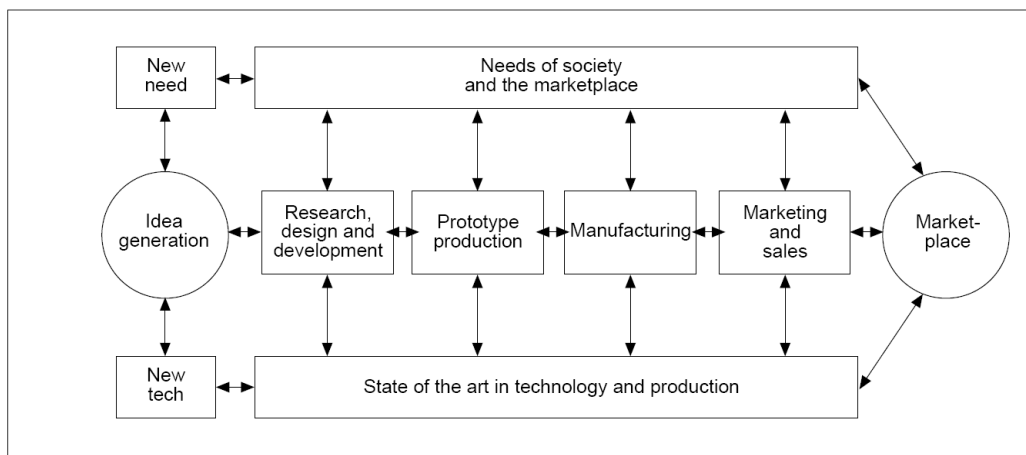 New
need
Needs of society
and the marketplace
Idea
generation
Research,
design and
development
Prototype
production
Manufacturing
Marketing
and
sales
Market-
place
New
tech
State of the art in technology and production